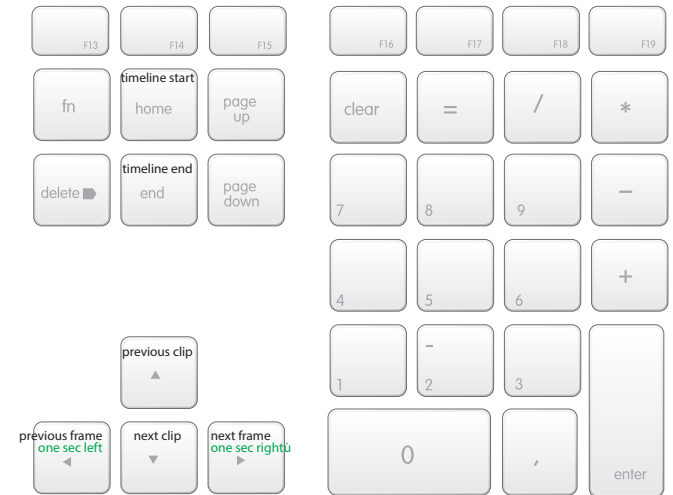 F13 F14 F15 F16 F17 F18 F19
timeline start
fn home page up clear = / *
timeline end
delete end page down 7 8 9 -
4 5 6 +
previous clip
1 - 2 3
previous frame next clip next frame
one sec left one sec rightù
0 , enter